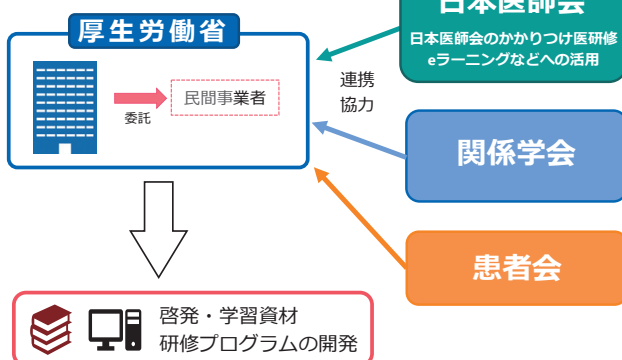 厚生労働省
委託
民間事業者
連携
協力
日本医師会
日本医師会のかかりつけ医研修
eラーニングなどへの活用
関係学会
患者会
啓発・学習資材
研修プログラムの開発